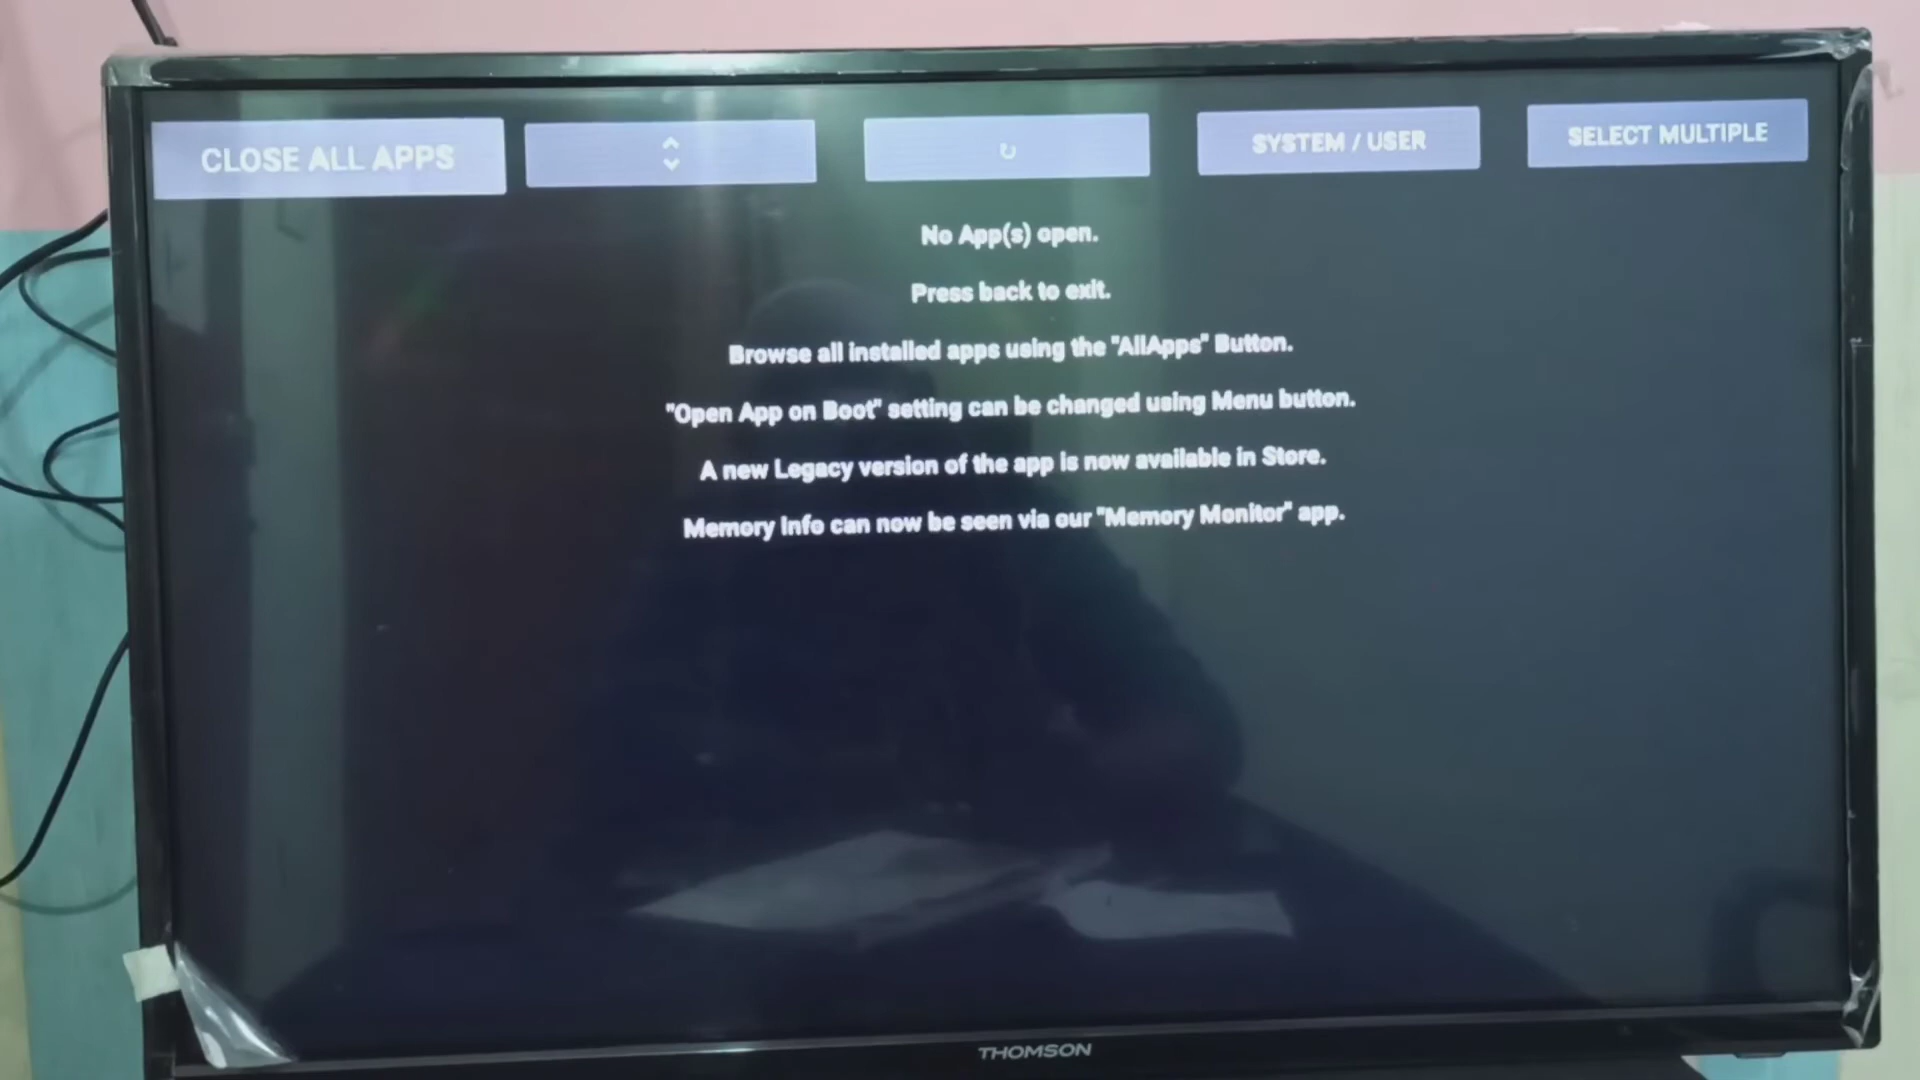 CLOSE ALL APPS
SYSTEM / USER
SELECT MULTIPLE
No App(s) open.
Press back to exit.
Browse all installed apps using the "AllApps" Button.
"Open App on Boot" setting can be changed using Menu button.
A new Legacy version of the app is now available in Store.
Memory Info can now be seen via our "Memory Monitor" app.
THOMSON